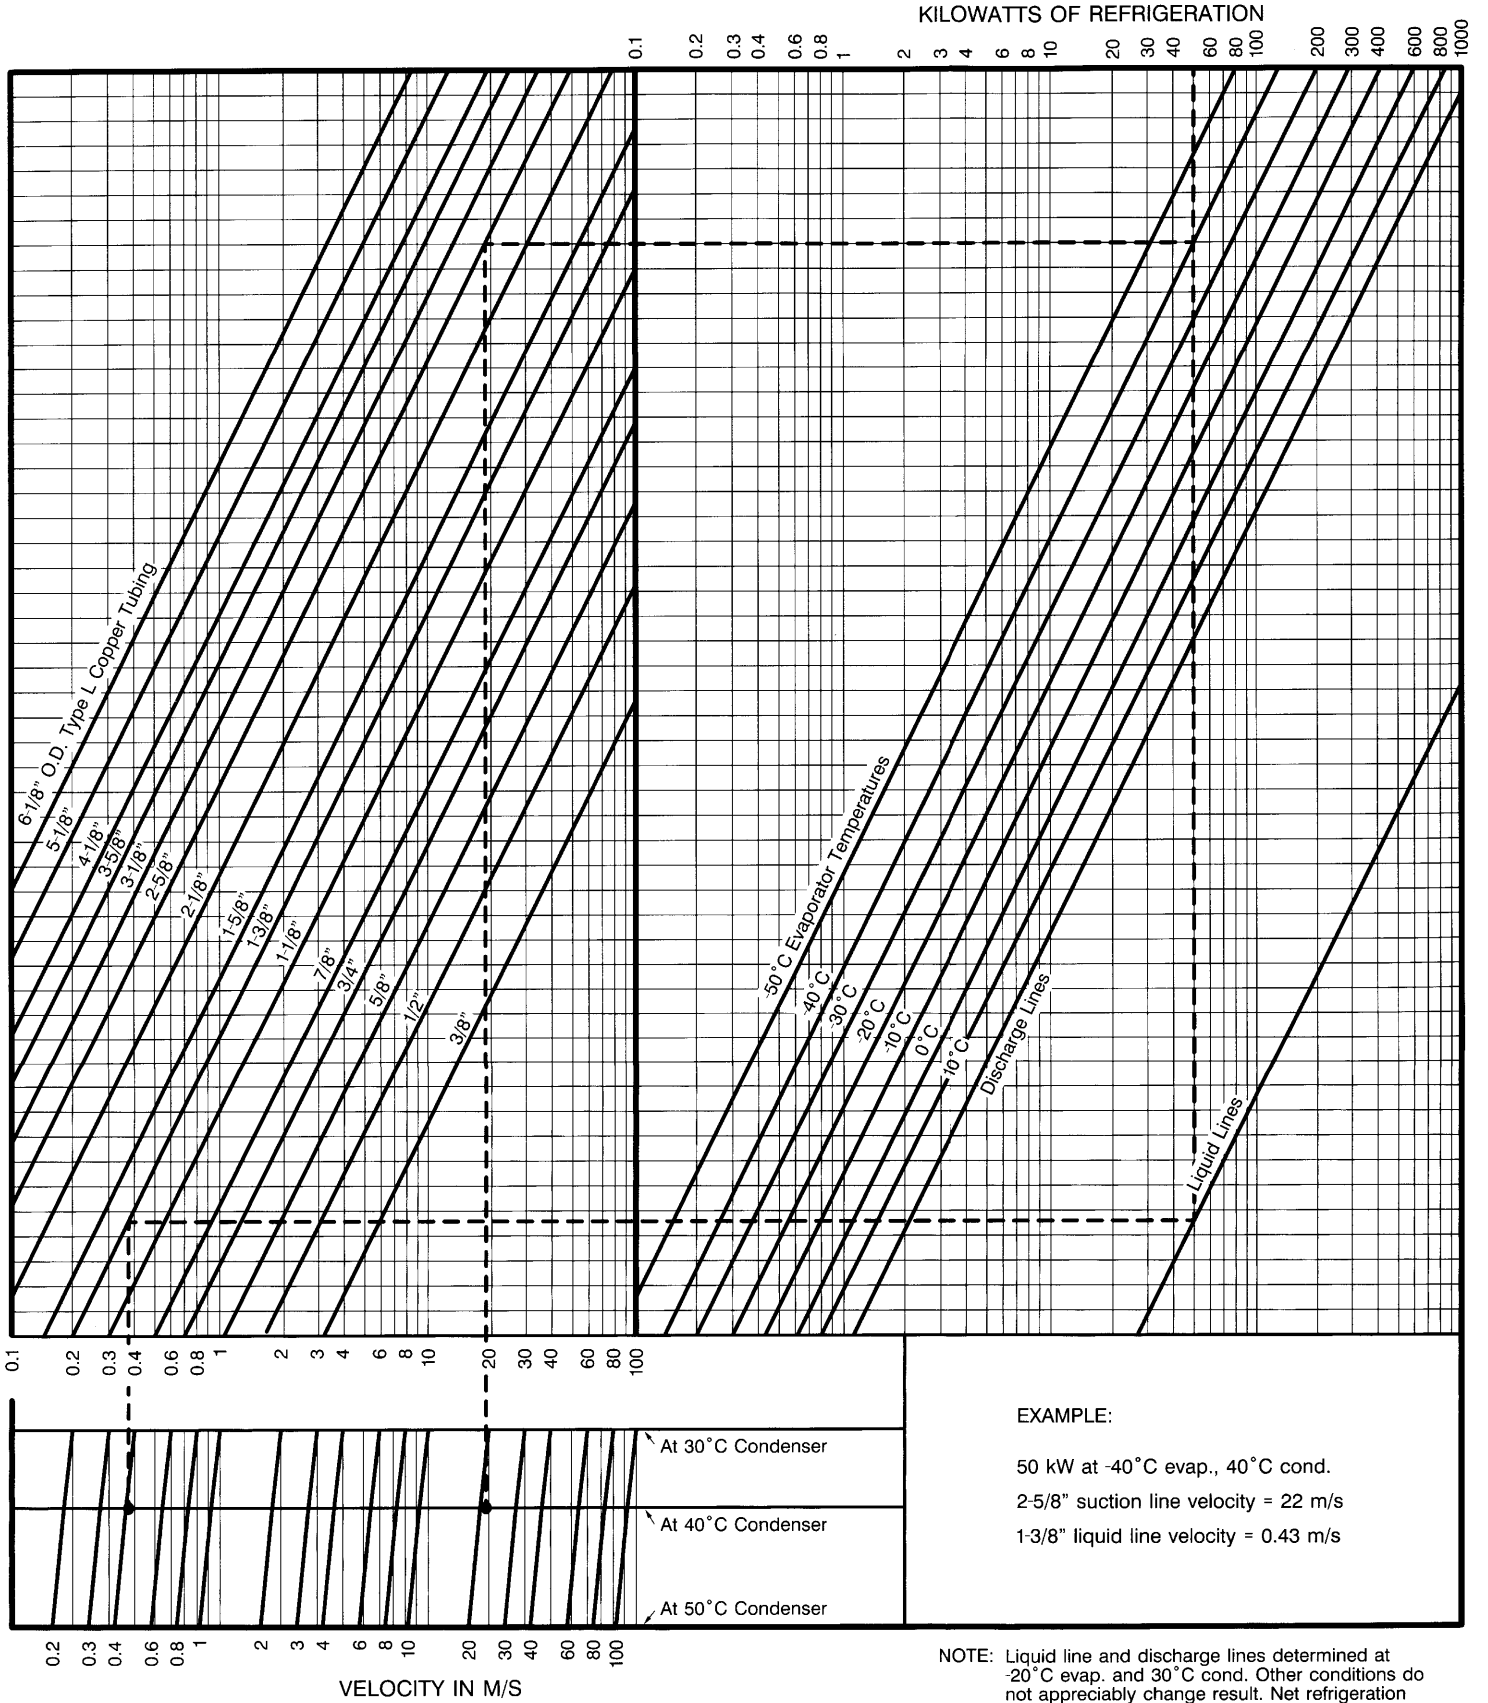 KILOWATTS OF REFRIGERATION
0.1 0.2 0.3 0.4 0.6 0.8 1 2 3 4 6 8 10 20 30 40 60 80 100 200 300 400 600 800 1000
6-1/8" O.D. Type L Copper Tubing
5-1/8"
4-1/8"
3-5/8"
3-1/8"
2-5/8"
2-1/8"
1-5/8"
1-3/8"
1-1/8"
7/8"
3/4"
5/8"
1/2"
3/8"
-50°C Evaporator Temperatures
-40°C
-30°C
-20°C
-10°C
0°C
10°C
Discharge Lines
Liquid Lines
0.1 0.2 0.3 0.4 0.6 0.8 1 2 3 4 6 8 10 20 30 40 60 80 100
At 30°C Condenser
At 40°C Condenser
At 50°C Condenser
0.2 0.3 0.4 0.6 0.8 1 2 3 4 6 8 10 20 30 40 60 80 100
VELOCITY IN M/S
EXAMPLE:
50 kW at -40°C evap., 40°C cond.
2-5/8" suction line velocity = 22 m/s
1-3/8" liquid line velocity = 0.43 m/s
NOTE: Liquid line and discharge lines determined at
-20°C evap. and 30°C cond. Other conditions do
not appreciably change result. Net refrigeration